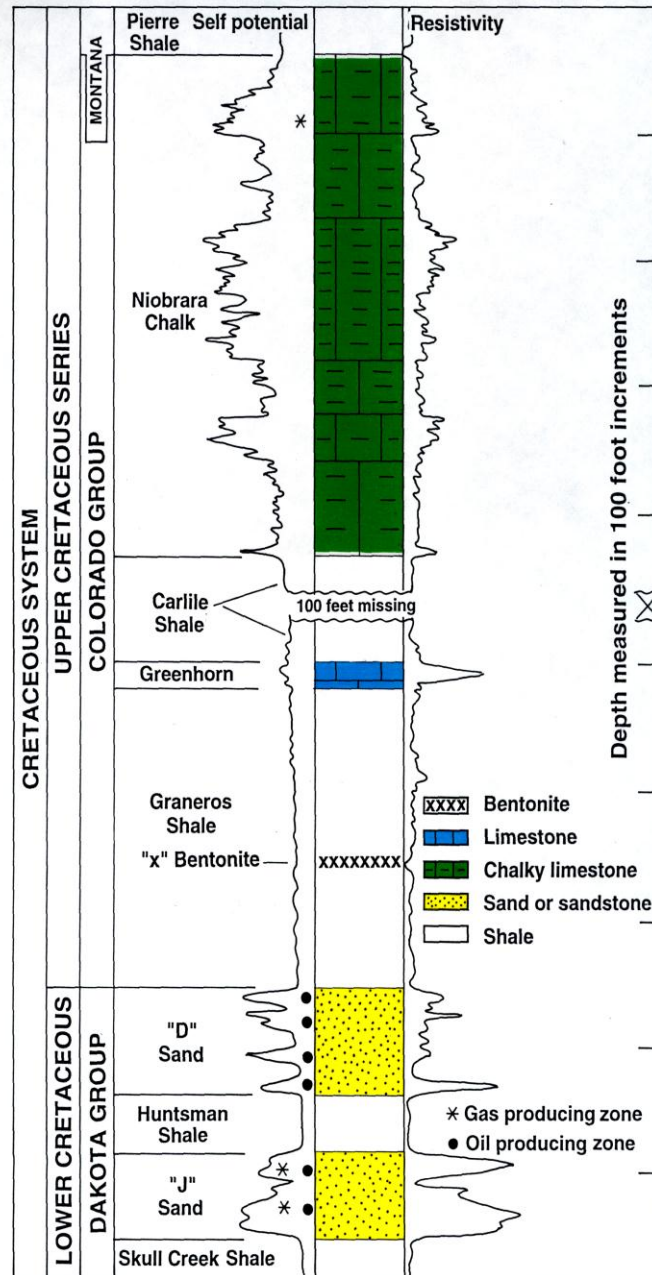 Pierre
Shale
Self potential
Resistivity
MONTANA
Niobrara
Chalk
CRETACEOUS SYSTEM
UPPER CRETACEOUS SERIES
COLORADO GROUP
Depth measured in 100 foot increments
Carlile
Shale
100 feet missing
Greenhorn
Graneros
Shale
"x" Bentonite
XXXXXXXX
XXXX Bentonite
Limestone
Chalky limestone
Sand or sandstone
Shale
LOWER CRETACEOUS
DAKOTA GROUP
"D"
Sand
Huntsman
Shale
* Gas producing zone
● Oil producing zone
"J"
Sand
Skull Creek Shale